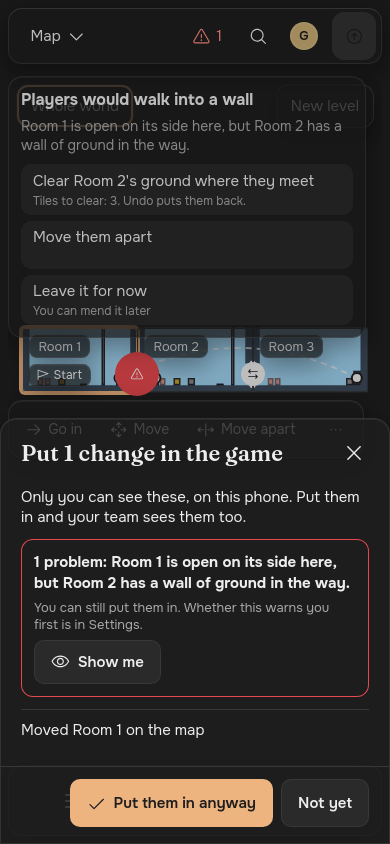 Map
1
G
Whole world
New level
Players would walk into a wall
Room 1 is open on its side here, but Room 2 has a
wall of ground in the way.
Clear Room 2's ground where they meet
Tiles to clear: 3. Undo puts them back.
Move them apart
Leave it for now
You can mend it later
Room 1
Room 2
Room 3
Start
Go in
Move
Move apart
Put 1 change in the game
Only you can see these, on this phone. Put them
in and your team sees them too.
1 problem: Room 1 is open on its side here,
but Room 2 has a wall of ground in the way.
You can still put them in. Whether this warns you
first is in Settings.
Show me
Moved Room 1 on the map
Put them in anyway
Not yet